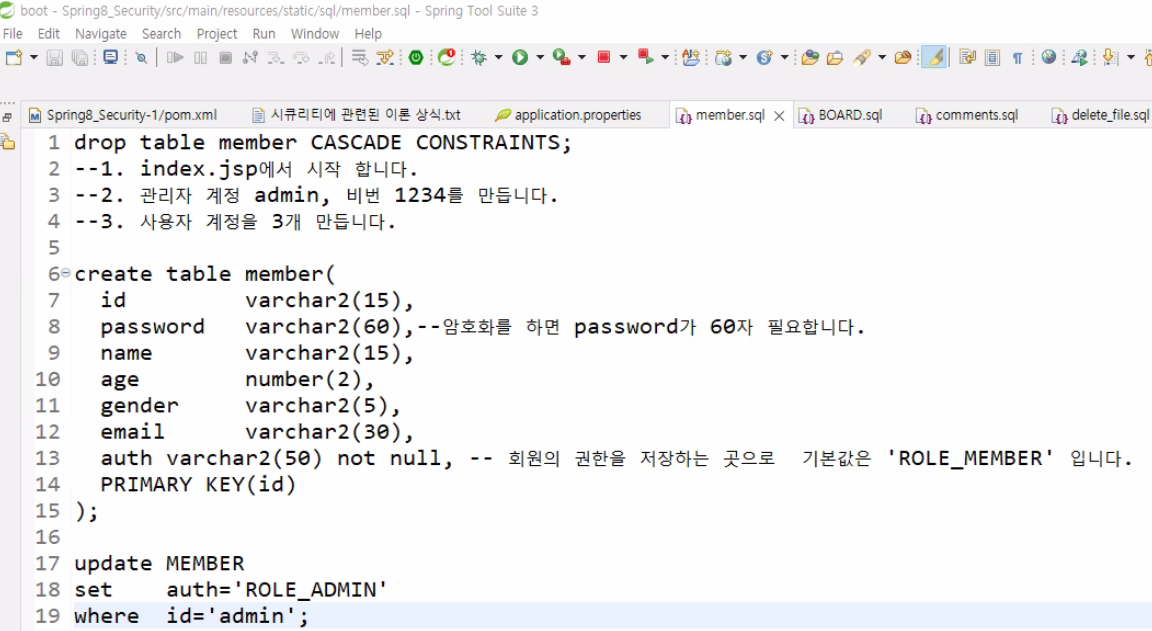 boot - Spring8_Security/src/main/resources/static/sql/member.sql - Spring Tool Suite 3
File Edit Navigate Search Project Run Window Help
Spring8_Security-1/pom.xml 시큐리티에 관련된 이론 상식.txt application.properties member.sql BOARD.sql comments.sql delete_file.sql
1 drop table member CASCADE CONSTRAINTS;
2 --1. index.jsp에서 시작 합니다.
3 --2. 관리자 계정 admin, 비번 1234를 만듭니다.
4 --3. 사용자 계정을 3개 만듭니다.
5
6 create table member(
7 id varchar2(15),
8 password varchar2(60),--암호화를 하면 password가 60자 필요합니다.
9 name varchar2(15),
10 age number(2),
11 gender varchar2(5),
12 email varchar2(30),
13 auth varchar2(50) not null, -- 회원의 권한을 저장하는 곳으로 기본값은 'ROLE_MEMBER' 입니다.
14 PRIMARY KEY(id)
15 );
16
17 update MEMBER
18 set auth='ROLE_ADMIN'
19 where id='admin';